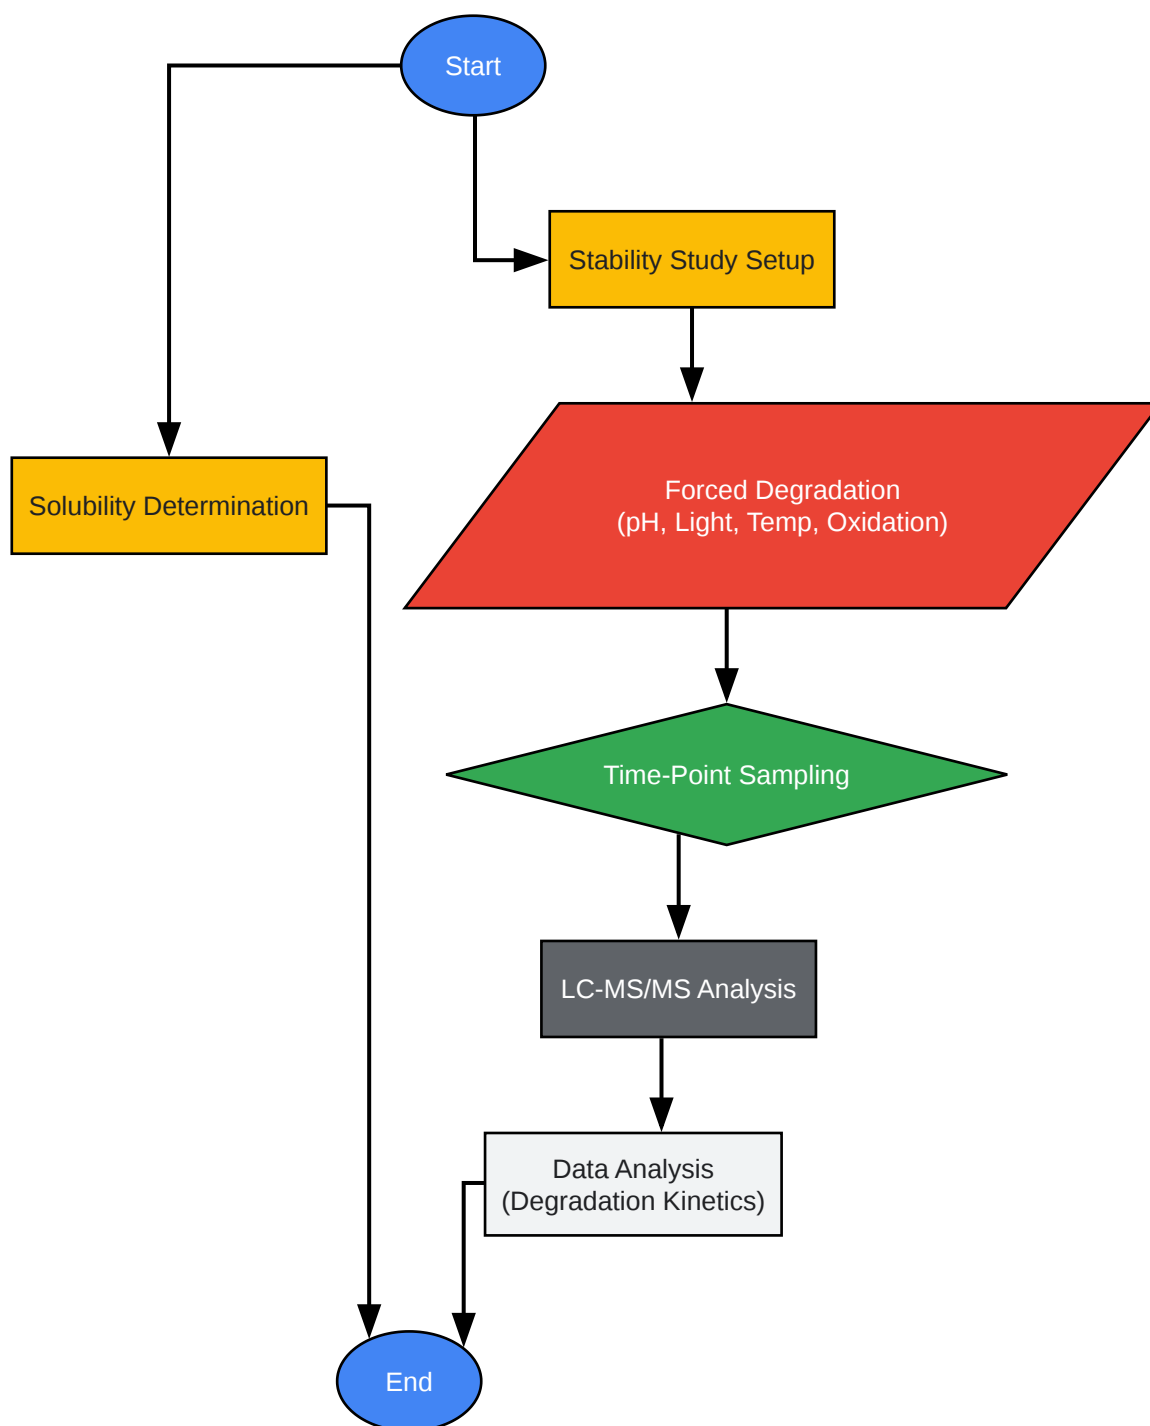 Start
Stability Study Setup
Forced Degradation
(pH, Light, Temp, Oxidation)
Solubility Determination
Time-Point Sampling
LC-MS/MS Analysis
Data Analysis
(Degradation Kinetics)
End